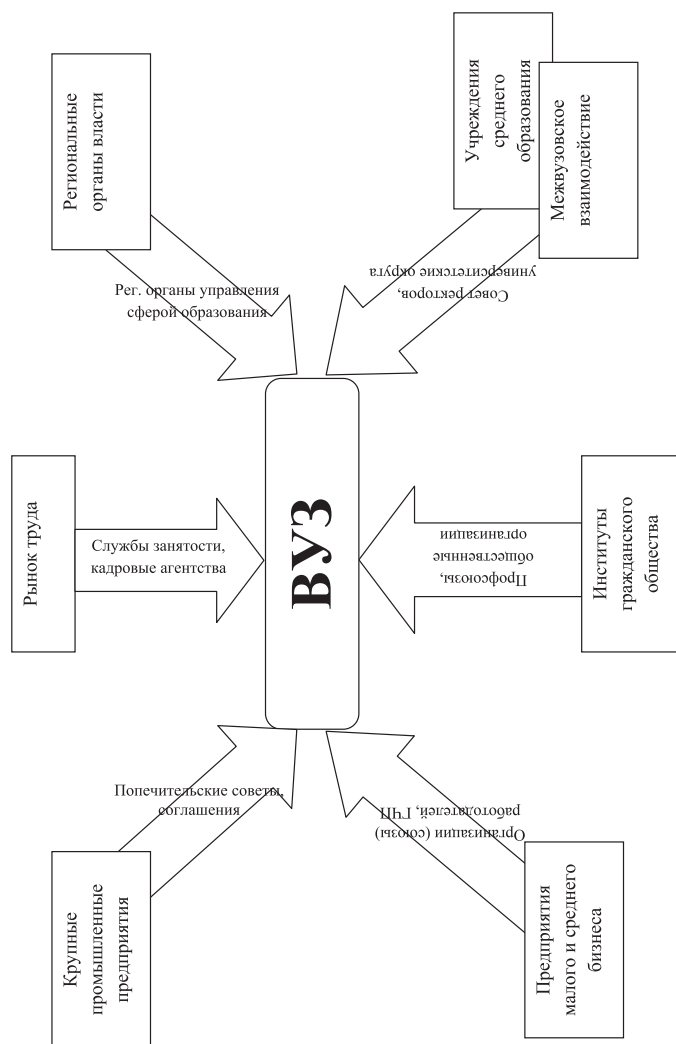 Крупные
промышленные
предприятия
Рынок труда
Региональные
органы власти
Попечительские советы,
соглашения
Службы занятости,
кадровые агентства
Рег. органы управления
сферой образования
ВУЗ
Организации (союзы)
работодателей, ГЧП
Профсоюзы,
общественные
организации
Совет ректоров,
университетские округа
Предприятия
малого и среднего
бизнеса
Институты
гражданского
общества
Учреждения
среднего
образования
Межвузовское
взаимодействие